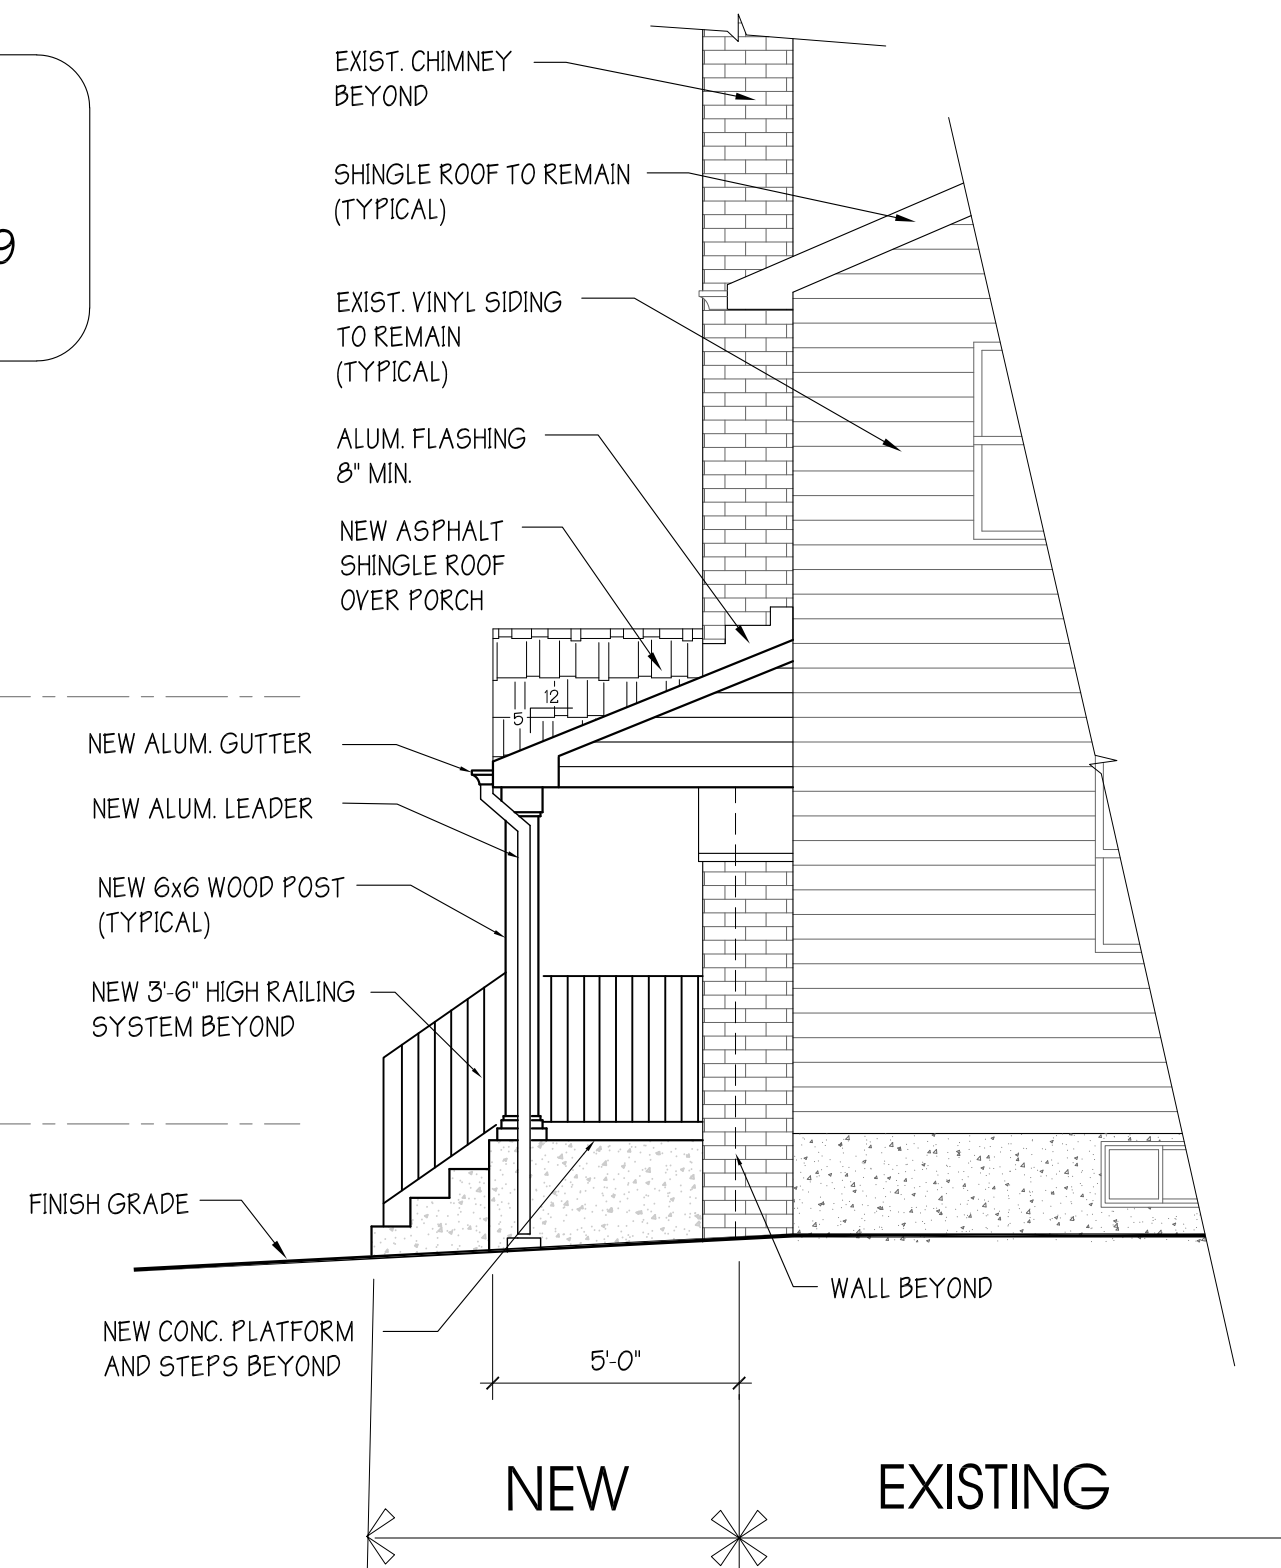 EXIST. CHIMNEY
BEYOND
SHINGLE ROOF TO REMAIN
(TYPICAL)
9
EXIST. VINYL SIDING
TO REMAIN
(TYPICAL)
ALUM. FLASHING
8" MIN.
NEW ASPHALT
SHINGLE ROOF
OVER PORCH
12
5
NEW ALUM. GUTTER
NEW ALUM. LEADER
NEW 6x6 WOOD POST
(TYPICAL)
NEW 3'-6" HIGH RAILING
SYSTEM BEYOND
FINISH GRADE
WALL BEYOND
NEW CONC. PLATFORM
AND STEPS BEYOND
5'-0"
NEW
EXISTING